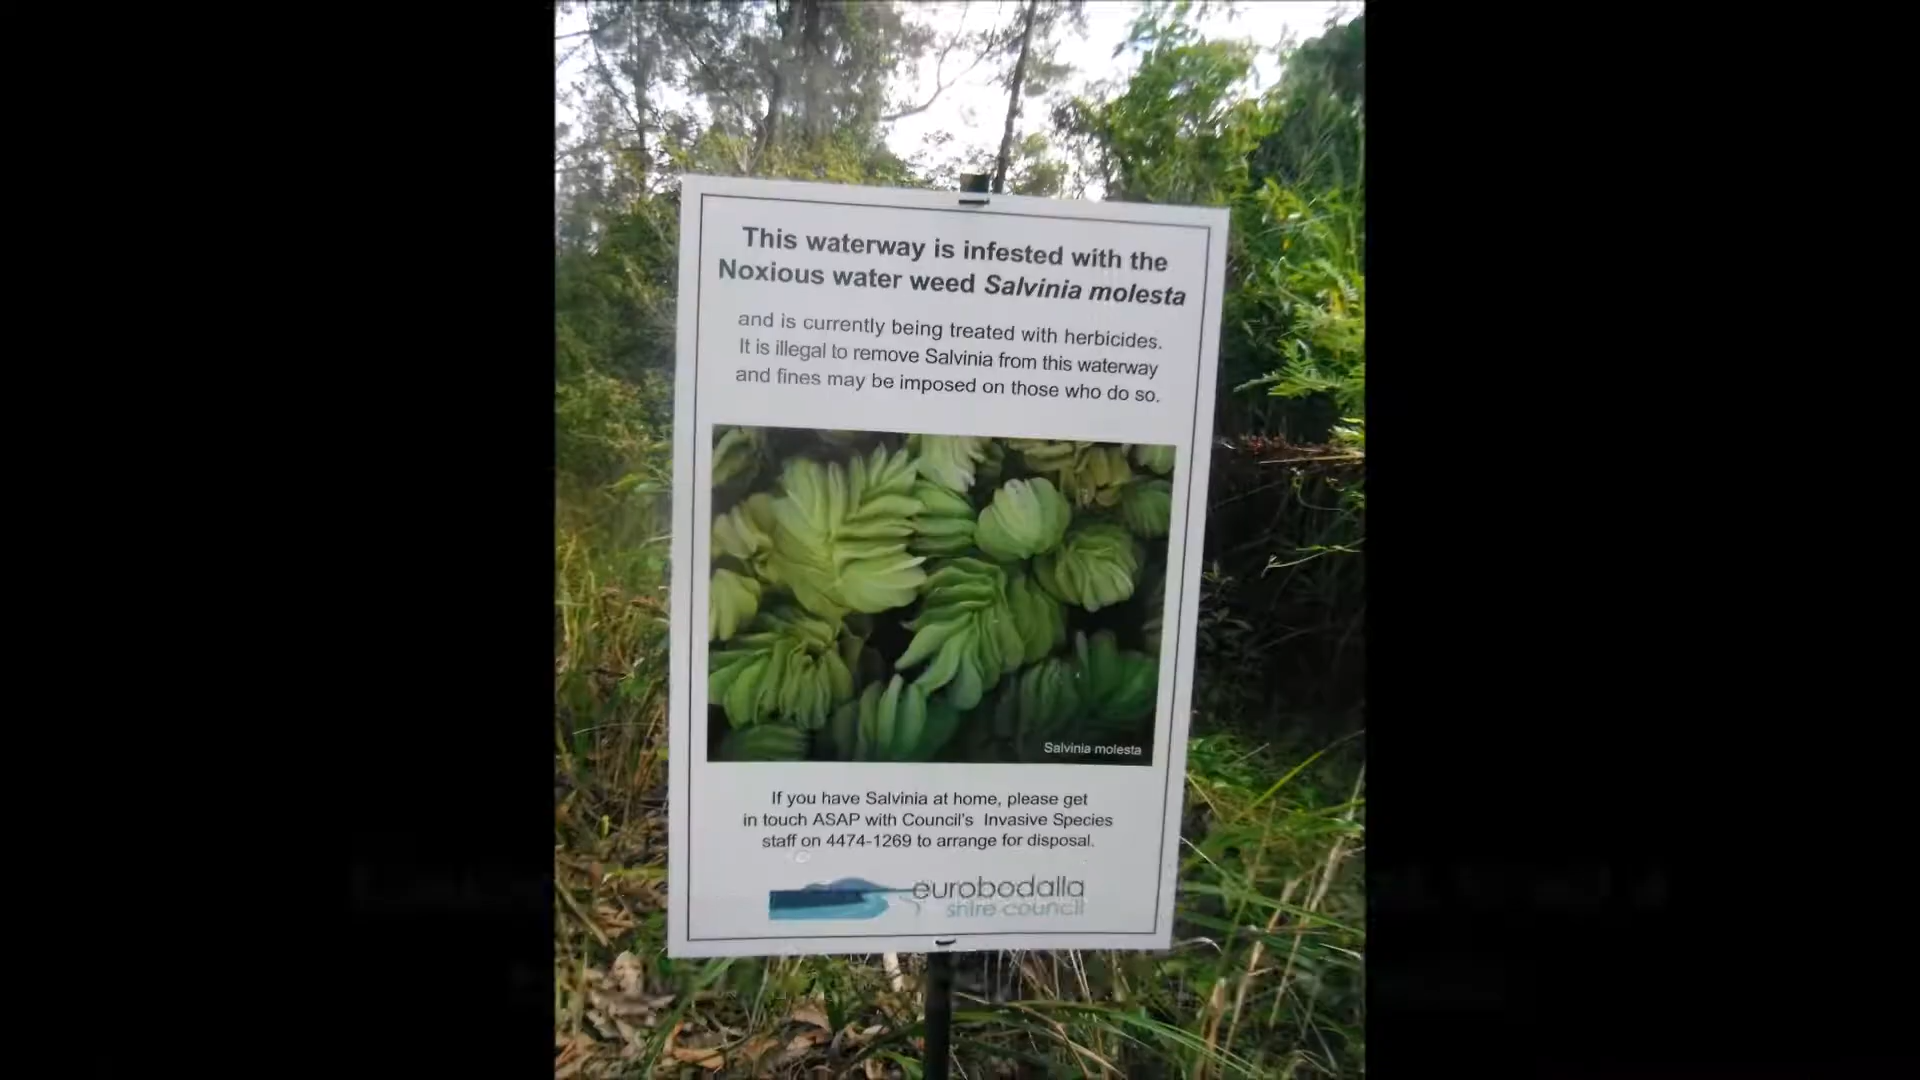 This waterway is infested with the
Noxious water weed Salvinia molesta
and is currently being treated with herbicides.
It is illegal to remove Salvinia from this waterway
and fines may be imposed on those who do so.
Salvinia molesta
If you have Salvinia at home, please get
in touch ASAP with Council's Invasive Species
staff on 4474-1269 to arrange for disposal.
eurobodalla
shire council